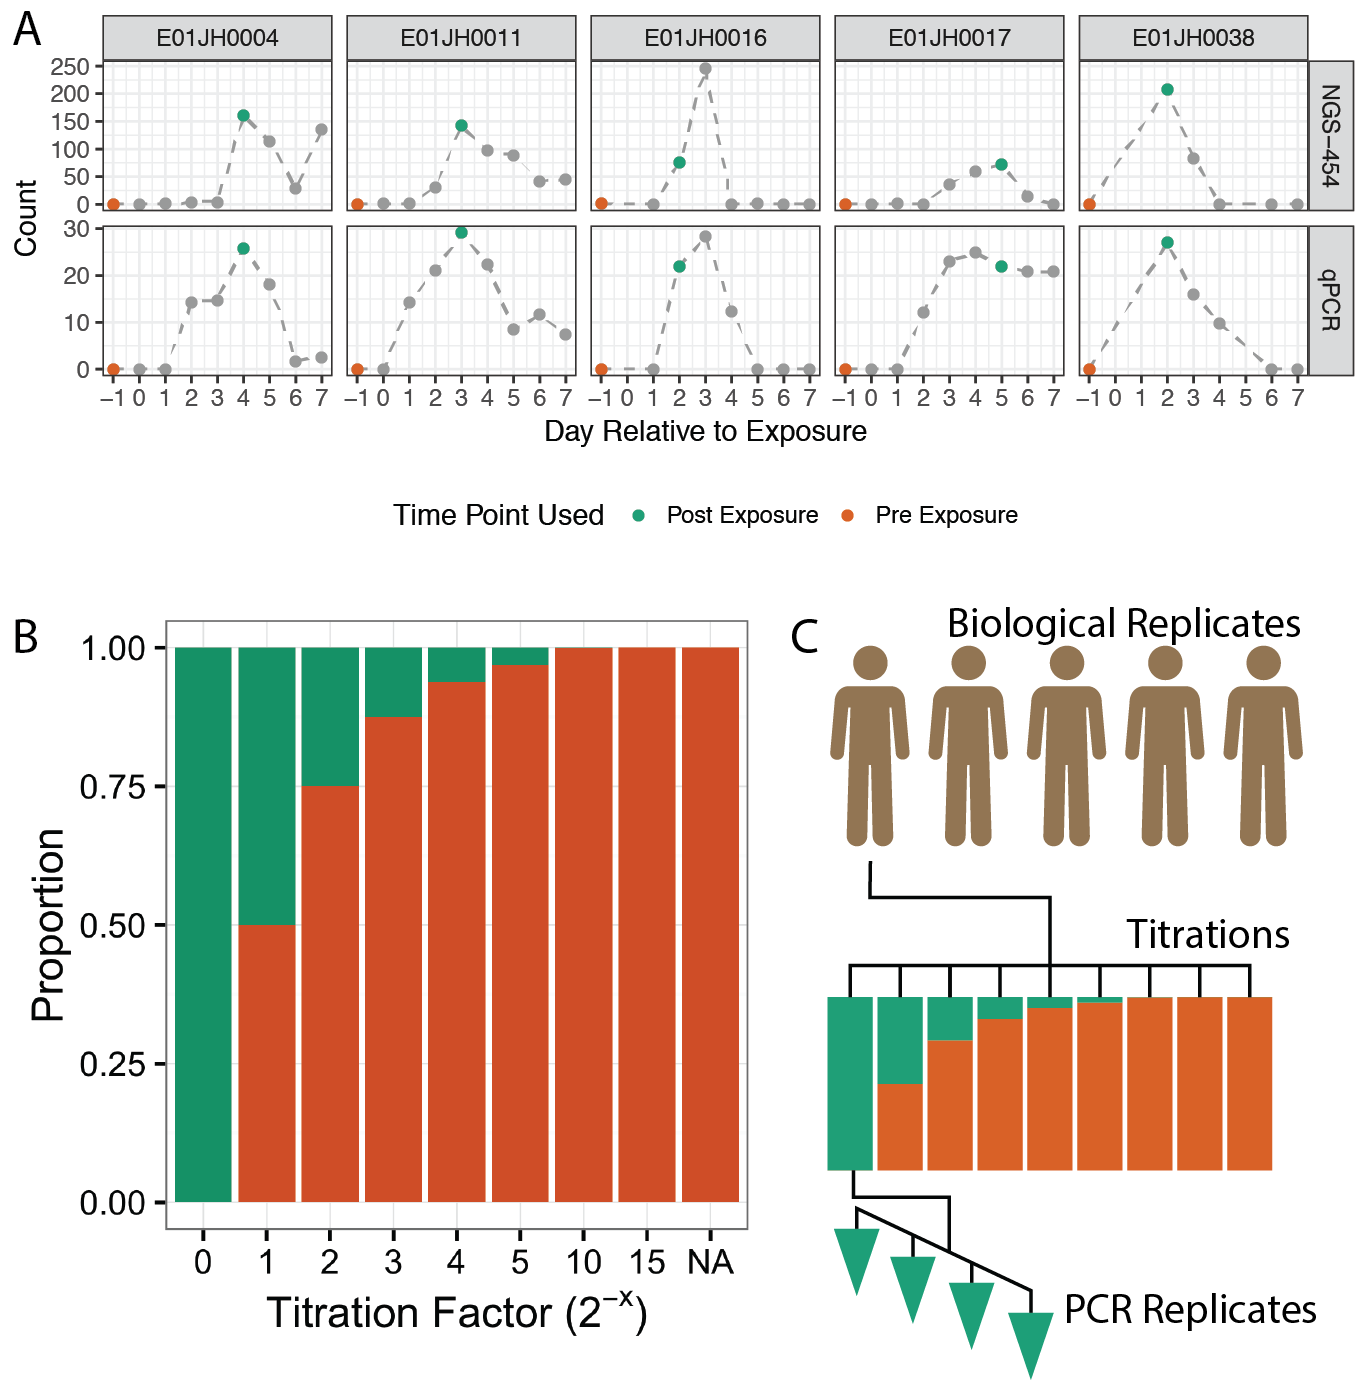 A
E01JH0004 E01JH0011 E01JH0016 E01JH0017 E01JH0038
250
200
150
100
50
0
NGS−454
30
20
10
0
qPCR
Count
−1 0 1 2 3 4 5 6 7 −1 0 1 2 3 4 5 6 7 −1 0 1 2 3 4 5 6 7 −1 0 1 2 3 4 5 6 7 −1 0 1 2 3 4 5 6 7
Day Relative to Exposure
Time Point Used Post Exposure Pre Exposure
B
1.00
0.75
0.50
0.25
0.00
Proportion
0 1 2 3 4 5 10 15 NA
Titration Factor (2⁻ˣ)
C
Biological Replicates
Titrations
PCR Replicates